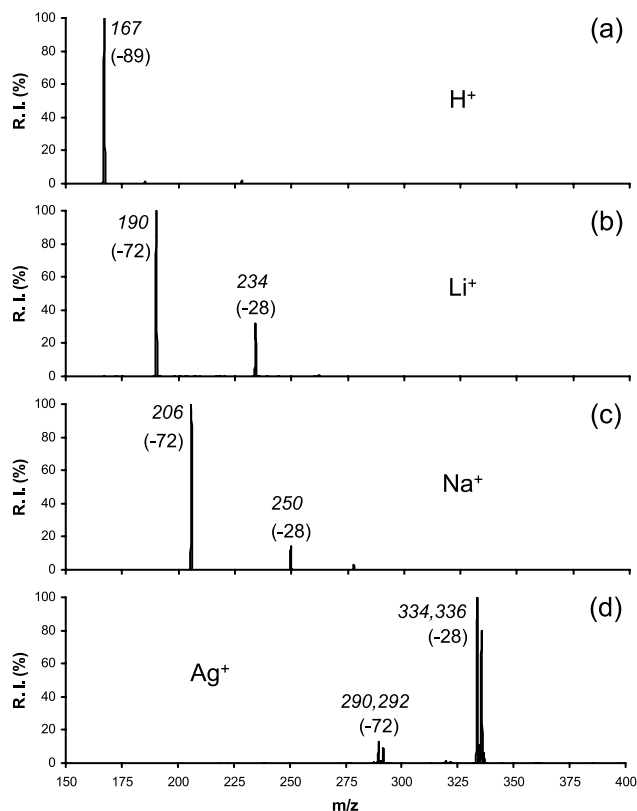 (a)
167
(-89)
H+
R. I. (%)
100
80
60
40
20
0
(b)
190
(-72)
234
(-28)
Li+
R. I. (%)
100
80
60
40
20
0
(c)
206
(-72)
250
(-28)
Na+
R. I. (%)
100
80
60
40
20
0
(d)
334,336
(-28)
Ag+
290,292
(-72)
R. I. (%)
100
80
60
40
20
0
150 175 200 225 250 275 300 325 350 375 400
m/z